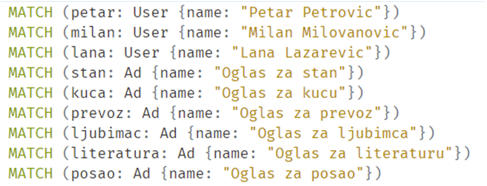 MATCH (petar: User {name: "Petar Petrovic"})
MATCH (milan: User {name: "Milan Milovanovic"})
MATCH (lana: User {name: "Lana Lazarevic"})
MATCH (stan: Ad {name: "Oglas za stan"})
MATCH (kuca: Ad {name: "Oglas za kucu"})
MATCH (prevoz: Ad {name: "Oglas za prevoz"})
MATCH (ljubimac: Ad {name: "Oglas za ljubimca"})
MATCH (literatura: Ad {name: "Oglas za literaturu"})
MATCH (posao: Ad {name: "Oglas za posao"})